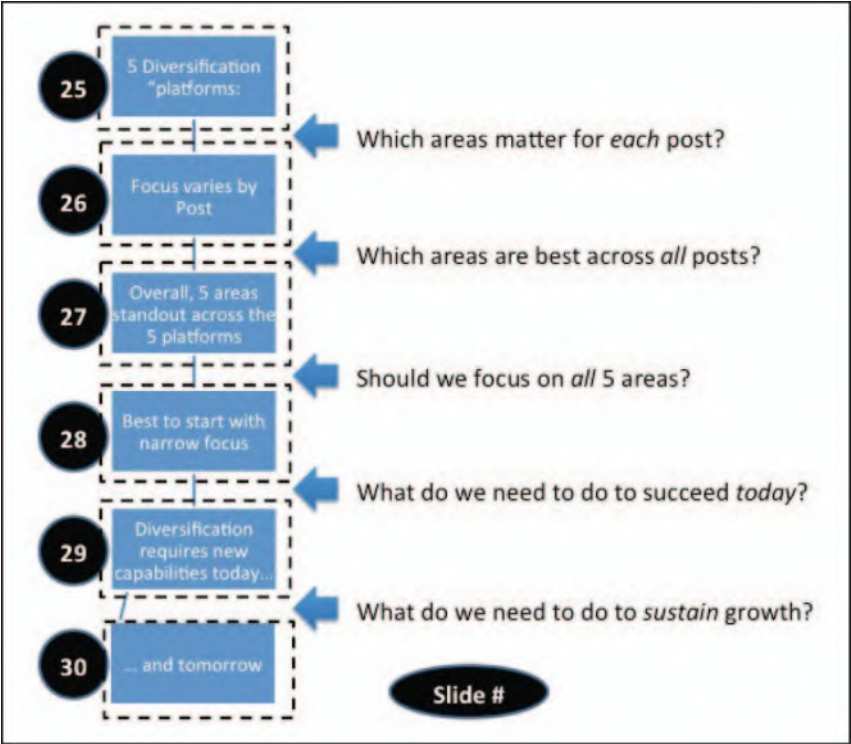 25
5 Diversification
"platforms:
Which areas matter for each post?
26
Focus varies by
Post
Which areas are best across all posts?
27
Overall, 5 areas
standout across the
5 platforms
Should we focus on all 5 areas?
28
Best to start with
narrow focus
What do we need to do to succeed today?
29
Diversification
requires new
capabilities today...
What do we need to do to sustain growth?
30
... and tomorrow
Slide #